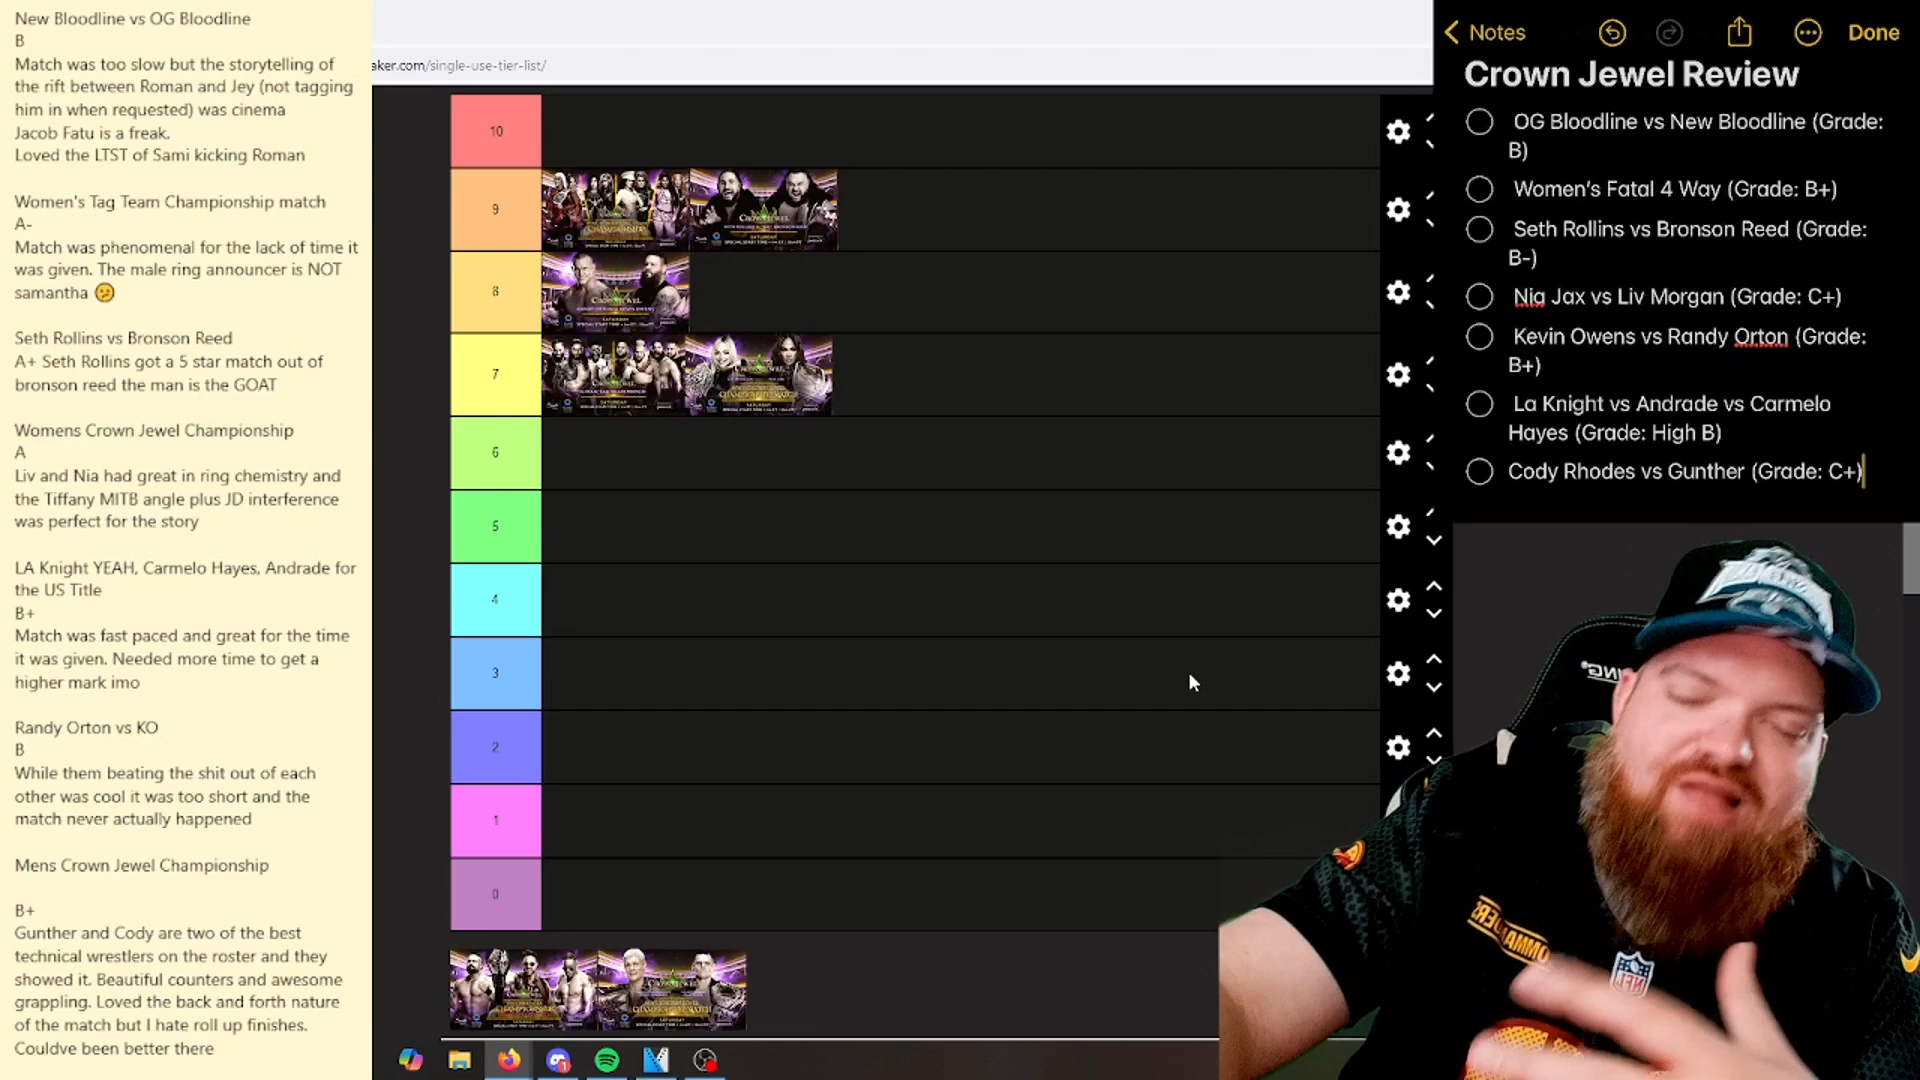 New Bloodline vs OG Bloodline
B
Match was too slow but the storytelling of
the rift between Roman and Jey (not tagging
him in when requested) was cinema
Jacob Fatu is a freak.
Loved the LTST of Sami kicking Roman
Women's Tag Team Championship match
A-
Match was phenomenal for the lack of time it
was given. The male ring announcer is NOT
samantha 🫤
Seth Rollins vs Bronson Reed
A+ Seth Rollins got a 5 star match out of
bronson reed the man is the GOAT
Womens Crown Jewel Championship
A
Liv and Nia had great in ring chemistry and
the Tiffany MITB angle plus JD interference
was perfect for the story
LA Knight YEAH, Carmelo Hayes, Andrade for
the US Title
B+
Match was fast paced and great for the time
it was given. Needed more time to get a
higher mark imo
Randy Orton vs KO
B
While them beating the shit out of each
other was cool it was too short and the
match never actually happened
Mens Crown Jewel Championship
B+
Gunther and Cody are two of the best
technical wrestlers on the roster and they
showed it. Beautiful counters and awesome
grappling. Loved the back and forth nature
of the match but I hate roll up finishes.
Couldve been better there
aker.com/single-use-tier-list/
10
9
8
7
6
5
4
3
2
1
0
Notes
Done
Crown Jewel Review
OG Bloodline vs New Bloodline (Grade:
B)
Women's Fatal 4 Way (Grade: B+)
Seth Rollins vs Bronson Reed (Grade:
B-)
Nig Jax vs Liv Morgan (Grade: C+)
Kevin Owens vs Randy Orton (Grade:
B+)
La Knight vs Andrade vs Carmelo
Hayes (Grade: High B)
Cody Rhodes vs Gunther (Grade: C+)
NFL